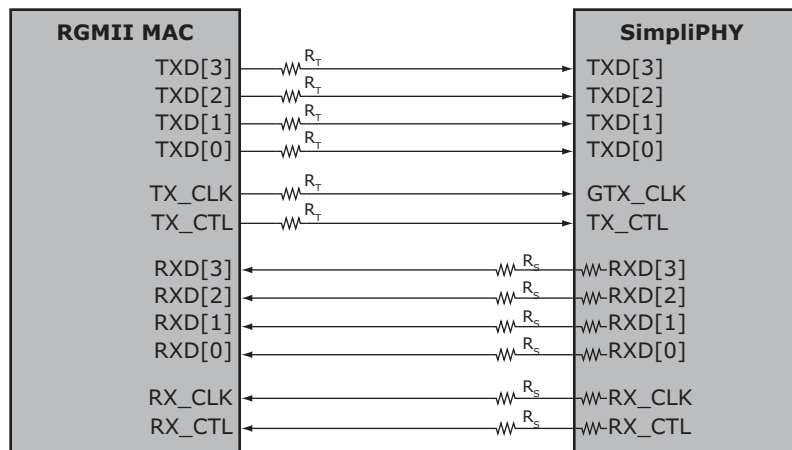 RGMII MAC SimpliPHY
TXD[3] R_T TXD[3]
TXD[2] R_T TXD[2]
TXD[1] R_T TXD[1]
TXD[0] R_T TXD[0]
TX_CLK R_T GTX_CLK
TX_CTL R_T TX_CTL
RXD[3] R_S RXD[3]
RXD[2] R_S RXD[2]
RXD[1] R_S RXD[1]
RXD[0] R_S RXD[0]
RX_CLK R_S RX_CLK
RX_CTL R_S RX_CTL